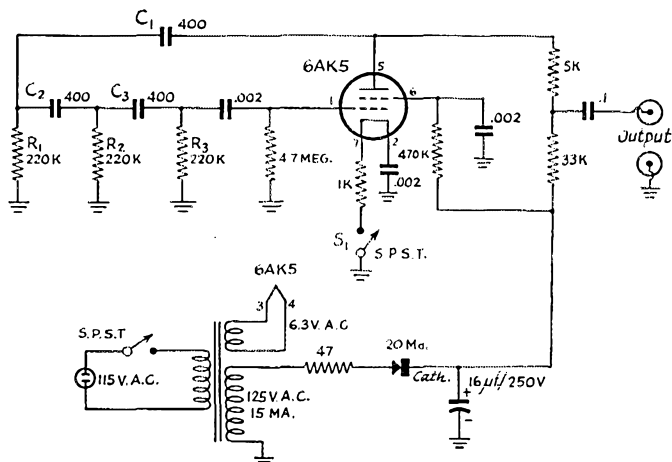 C1 400
6AK5
5
C2 400 C3 400 .002
1
6
5K
.1
.002
Output
R1 220K
R2 220K
R3 220K
4.7 MEG.
7
2
470K
33K
1K
.002
S1 S.P.S.T.
6AK5
3 4
6.3V. A.C
S.P.S.T
115 V. A.C.
47
20 Ma.
Cath.
125 V. A.C.
15 MA.
+ 16µf/250V
-